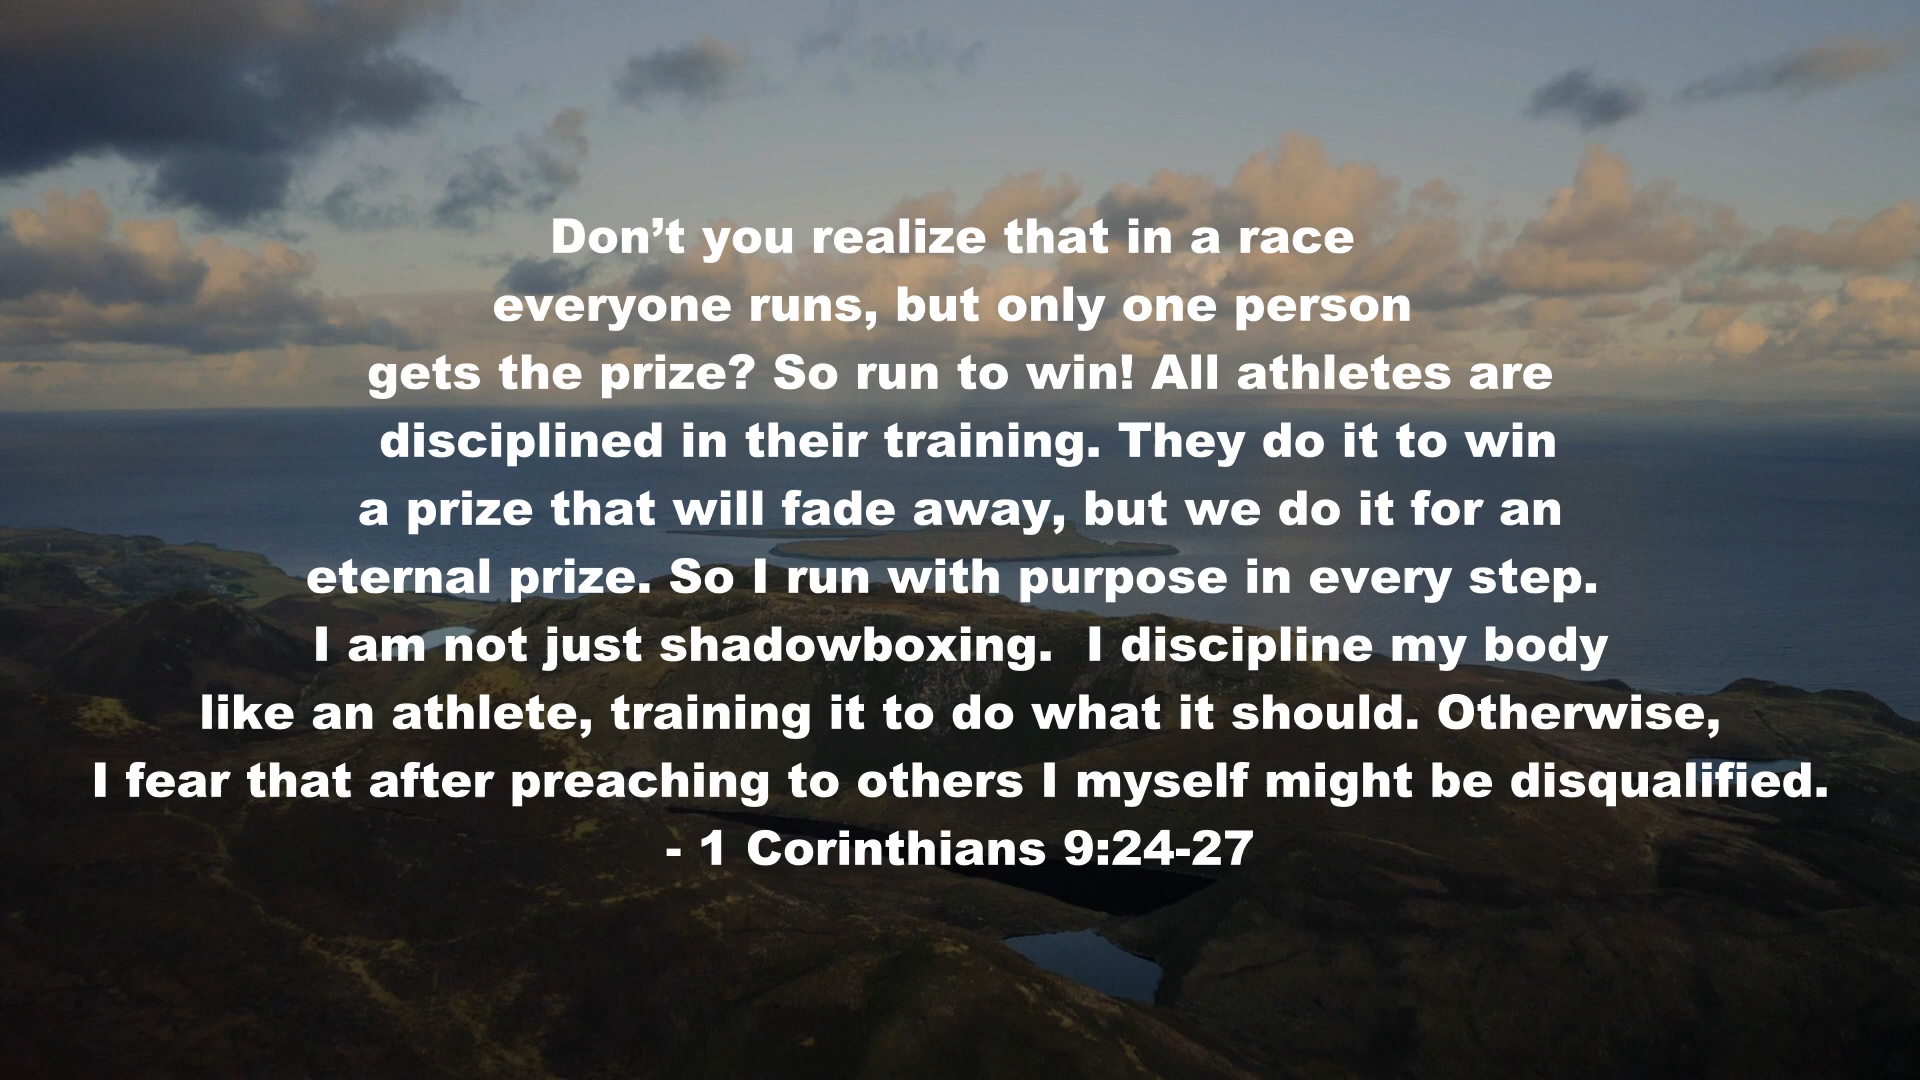 Don’t you realize that in a race
everyone runs, but only one person
gets the prize? So run to win! All athletes are
disciplined in their training. They do it to win
a prize that will fade away, but we do it for an
eternal prize. So I run with purpose in every step.
I am not just shadowboxing.  I discipline my body
like an athlete, training it to do what it should. Otherwise,
I fear that after preaching to others I myself might be disqualified.
- 1 Corinthians 9:24-27